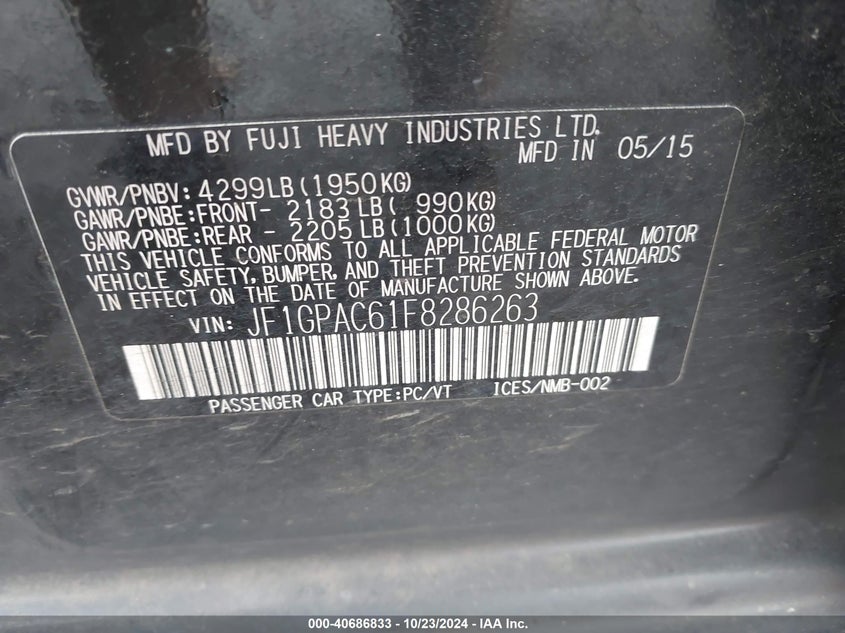 MFD BY FUJI HEAVY INDUSTRIES LTD.
MFD IN 05/15
GVWR/PNBV: 4299LB(1950KG)
GAWR/PNBE:FRONT- 2183LB( 990KG)
GAWR/PNBE:REAR - 2205LB(1000KG)
THIS VEHICLE CONFORMS TO ALL APPLICABLE FEDERAL MOTOR
VEHICLE SAFETY, BUMPER, AND THEFT PREVENTION STANDARDS
IN EFFECT ON THE DATE OF MANUFACTURE SHOWN ABOVE.
VIN: JF1GPAC61F8286263
PASSENGER CAR TYPE:PC/VT ICES/NMB-002
000-40686833 - 10/23/2024 - IAA Inc.